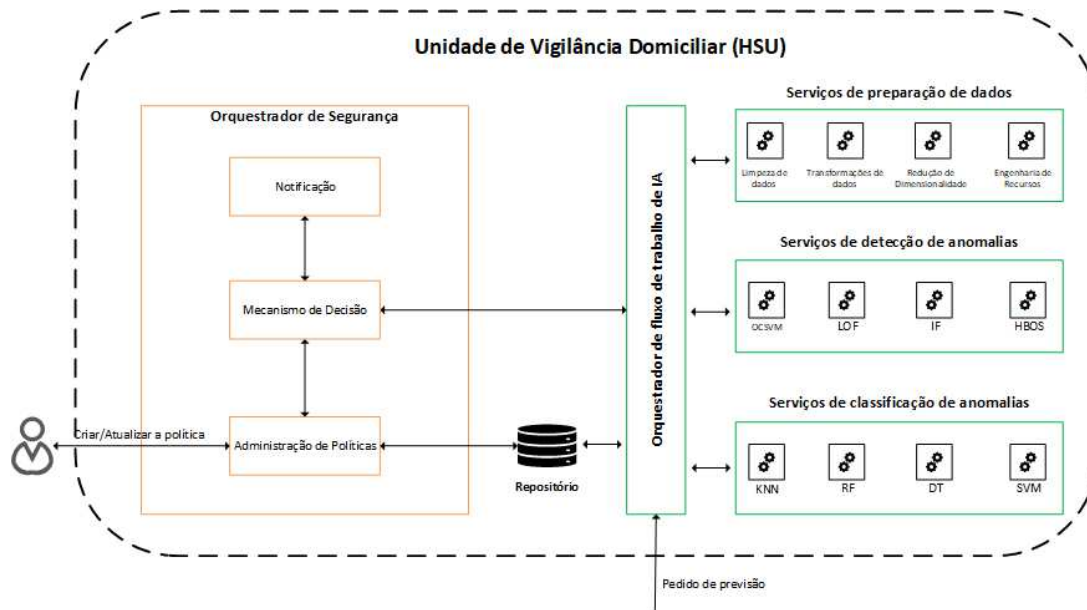 Unidade de Vigilância Domiciliar (HSU)
Orquestrador de Segurança
Notificação
Mecanismo de Decisão
Administração de Políticas
Criar/Atualizar a política
Repositório
Orquestrador de fluxo de trabalho de IA
Pedido de previsão
Serviços de preparação de dados
Limpeza de
dados
Transformações de
dados
Redução de
Dimensionalidade
Engenharia de
Recursos
Serviços de detecção de anomalias
OCSVM
LOF
IF
HBOS
Serviços de classificação de anomalias
KNN
RF
DT
SVM